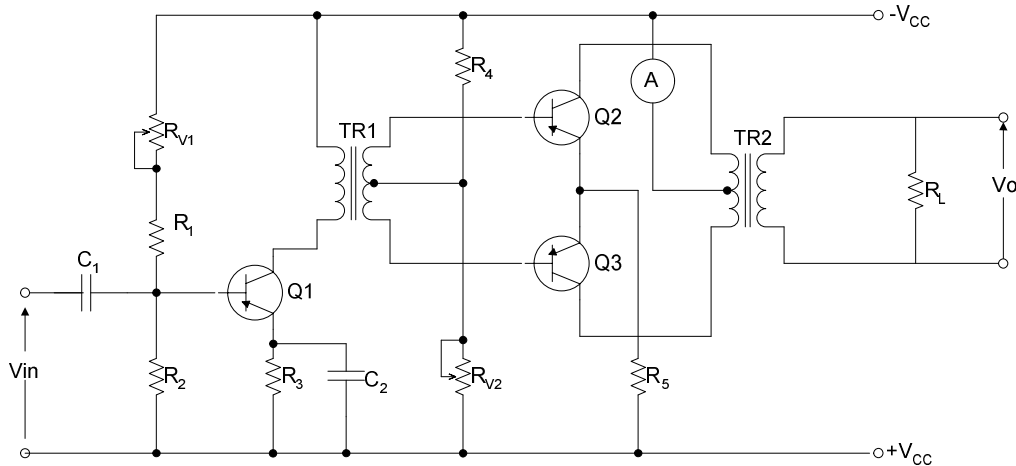 -VCC
R4
A
Q2
RV1
TR1
TR2
R1
RL
Vo
C1
Q3
Q1
Vin
R2
R3
C2
RV2
R5
+VCC